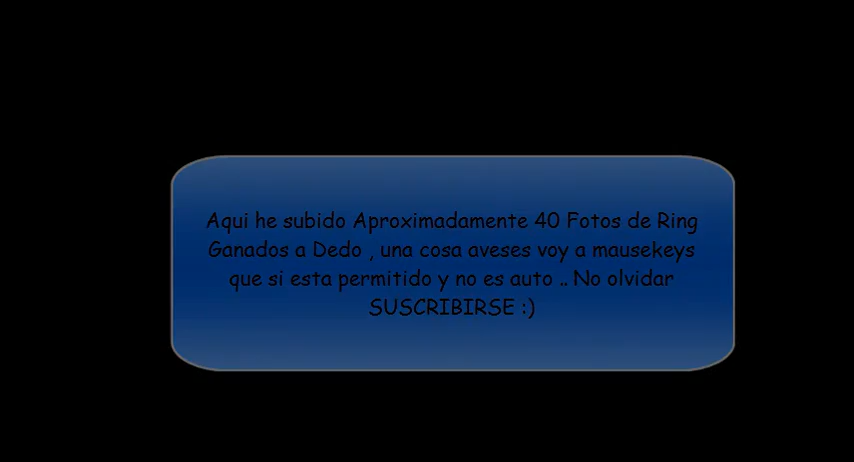 Aqui he subido Aproximadamente 40 Fotos de Ring
Ganados a Dedo , una cosa aveses voy a mausekeys
que si esta permitido y no es auto .. No olvidar
SUSCRIBIRSE :)